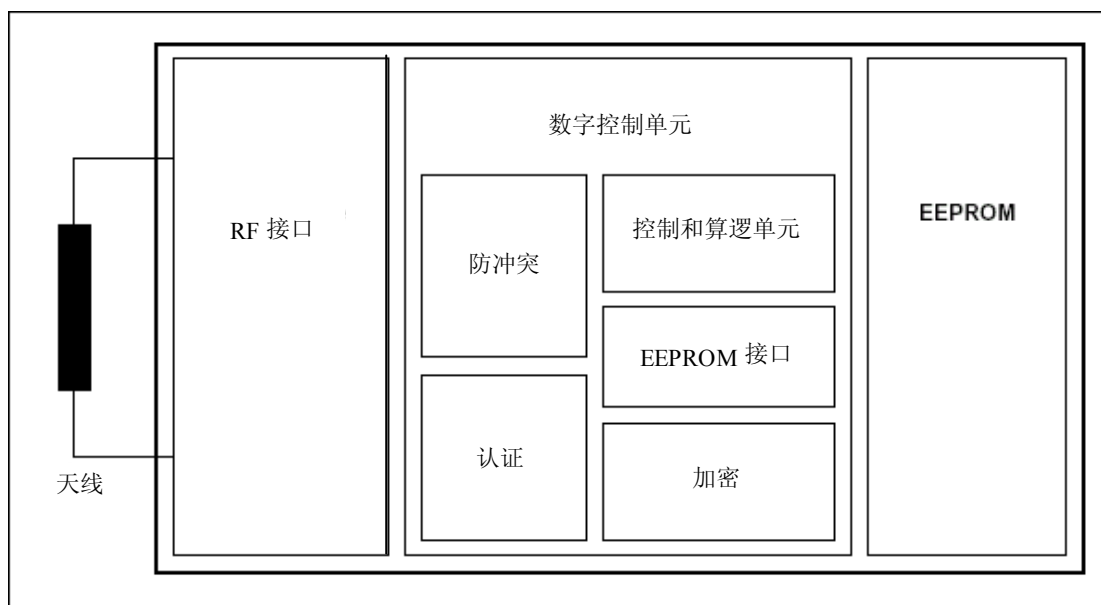 数字控制单元
RF 接口
防冲突
控制和算逻单元
EEPROM
EEPROM 接口
认证
加密
天线